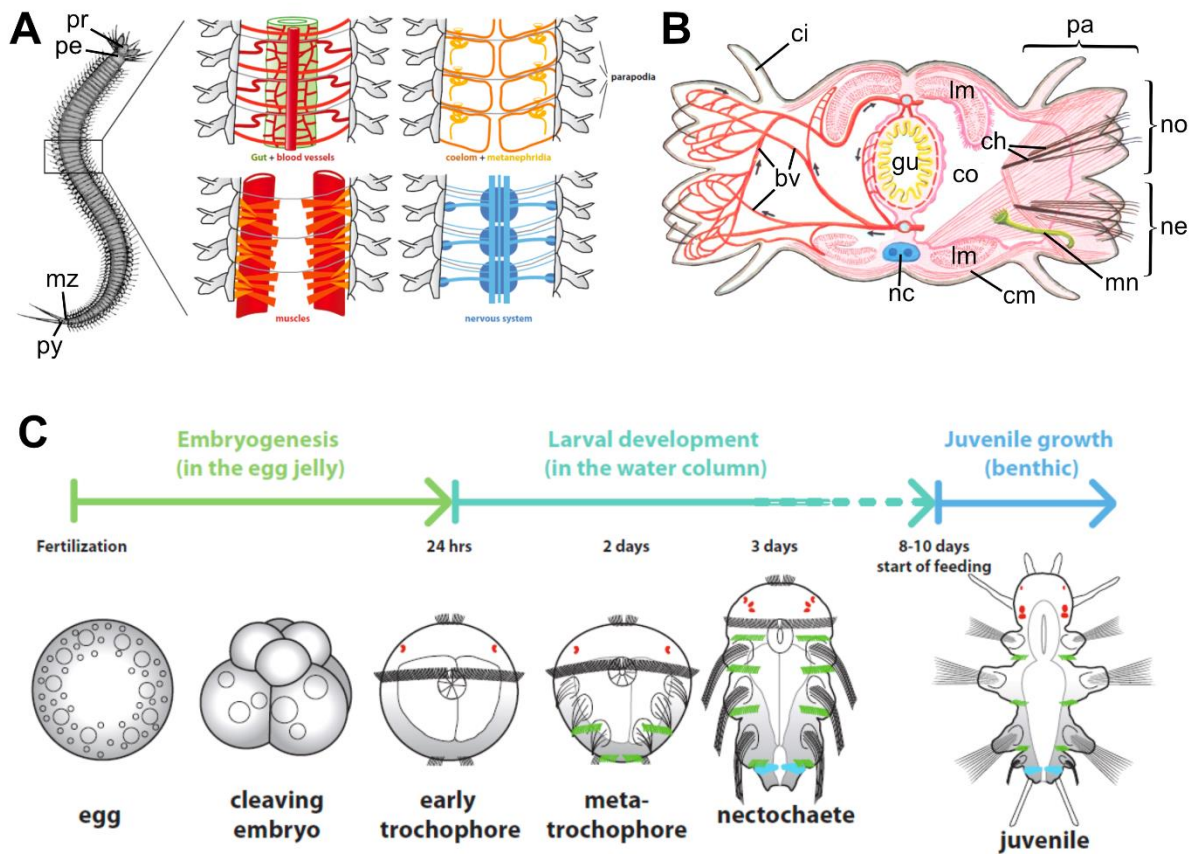 A
pr
pe
mz
py
Gut + blood vessels
coelom + metanephridia
parapodia
muscles
nervous system
B
ci
pa
lm
no
ch
gu
co
bv
ne
lm
nc
cm
mn
C
Embryogenesis
(in the egg jelly)
Larval development
(in the water column)
Juvenile growth
(benthic)
Fertilization
24 hrs
2 days
3 days
8-10 days
start of feeding
egg
cleaving
embryo
early
trochophore
meta-
trochophore
nectochaete
juvenile